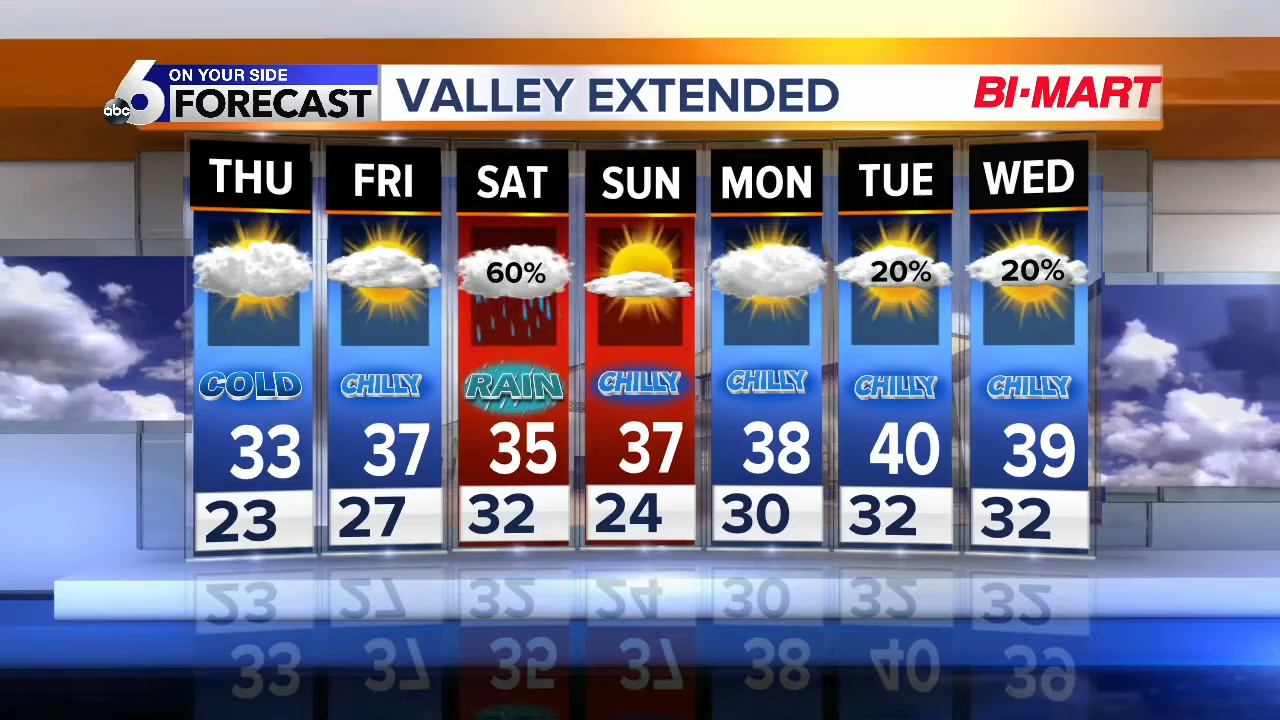 abc 6 ON YOUR SIDE
FORECAST
VALLEY EXTENDED
BI-MART
THU FRI SAT SUN MON TUE WED
60% 20% 20%
COLD CHILLY RAIN CHILLY CHILLY CHILLY CHILLY
33 37 35 37 38 40 39
23 27 32 24 30 32 32